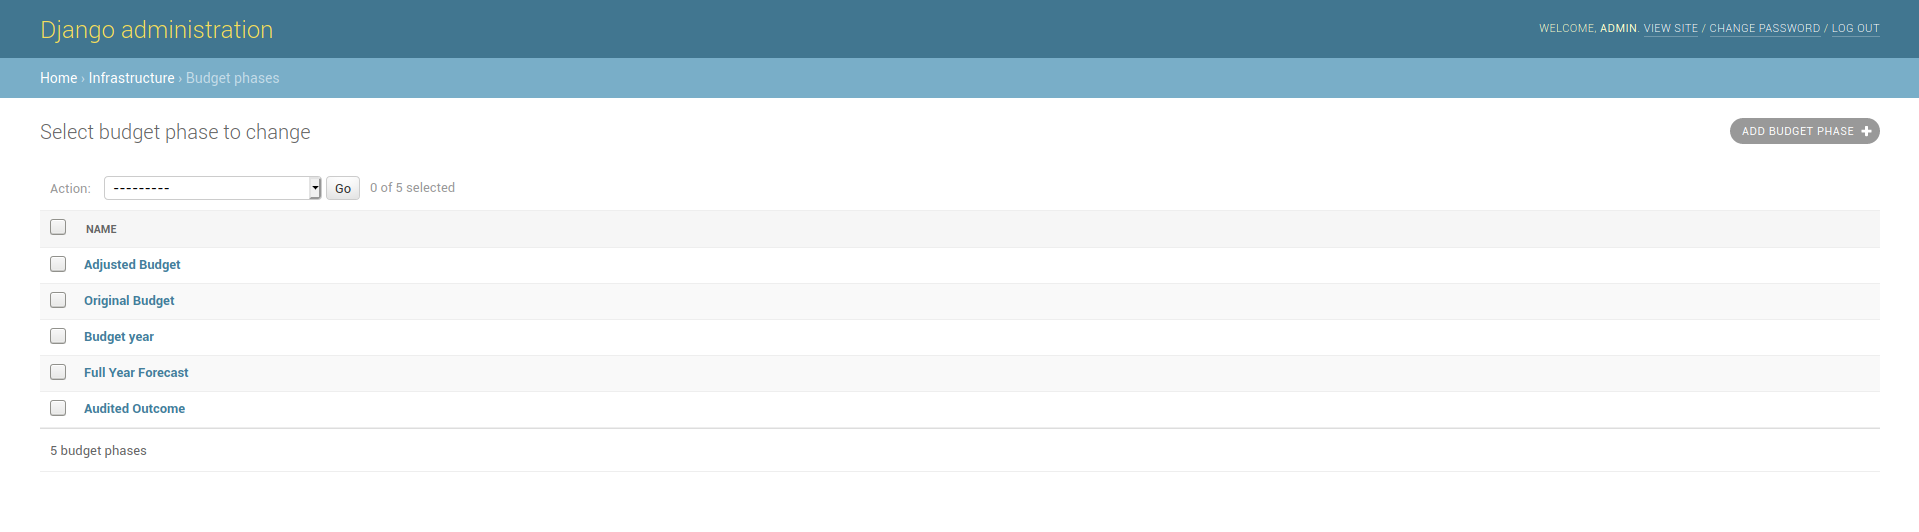 Django administration
WELCOME, ADMIN. VIEW SITE / CHANGE PASSWORD / LOG OUT
Home › Infrastructure › Budget phases
Select budget phase to change
ADD BUDGET PHASE
Action: --------- Go 0 of 5 selected
NAME
Adjusted Budget
Original Budget
Budget year
Full Year Forecast
Audited Outcome
5 budget phases